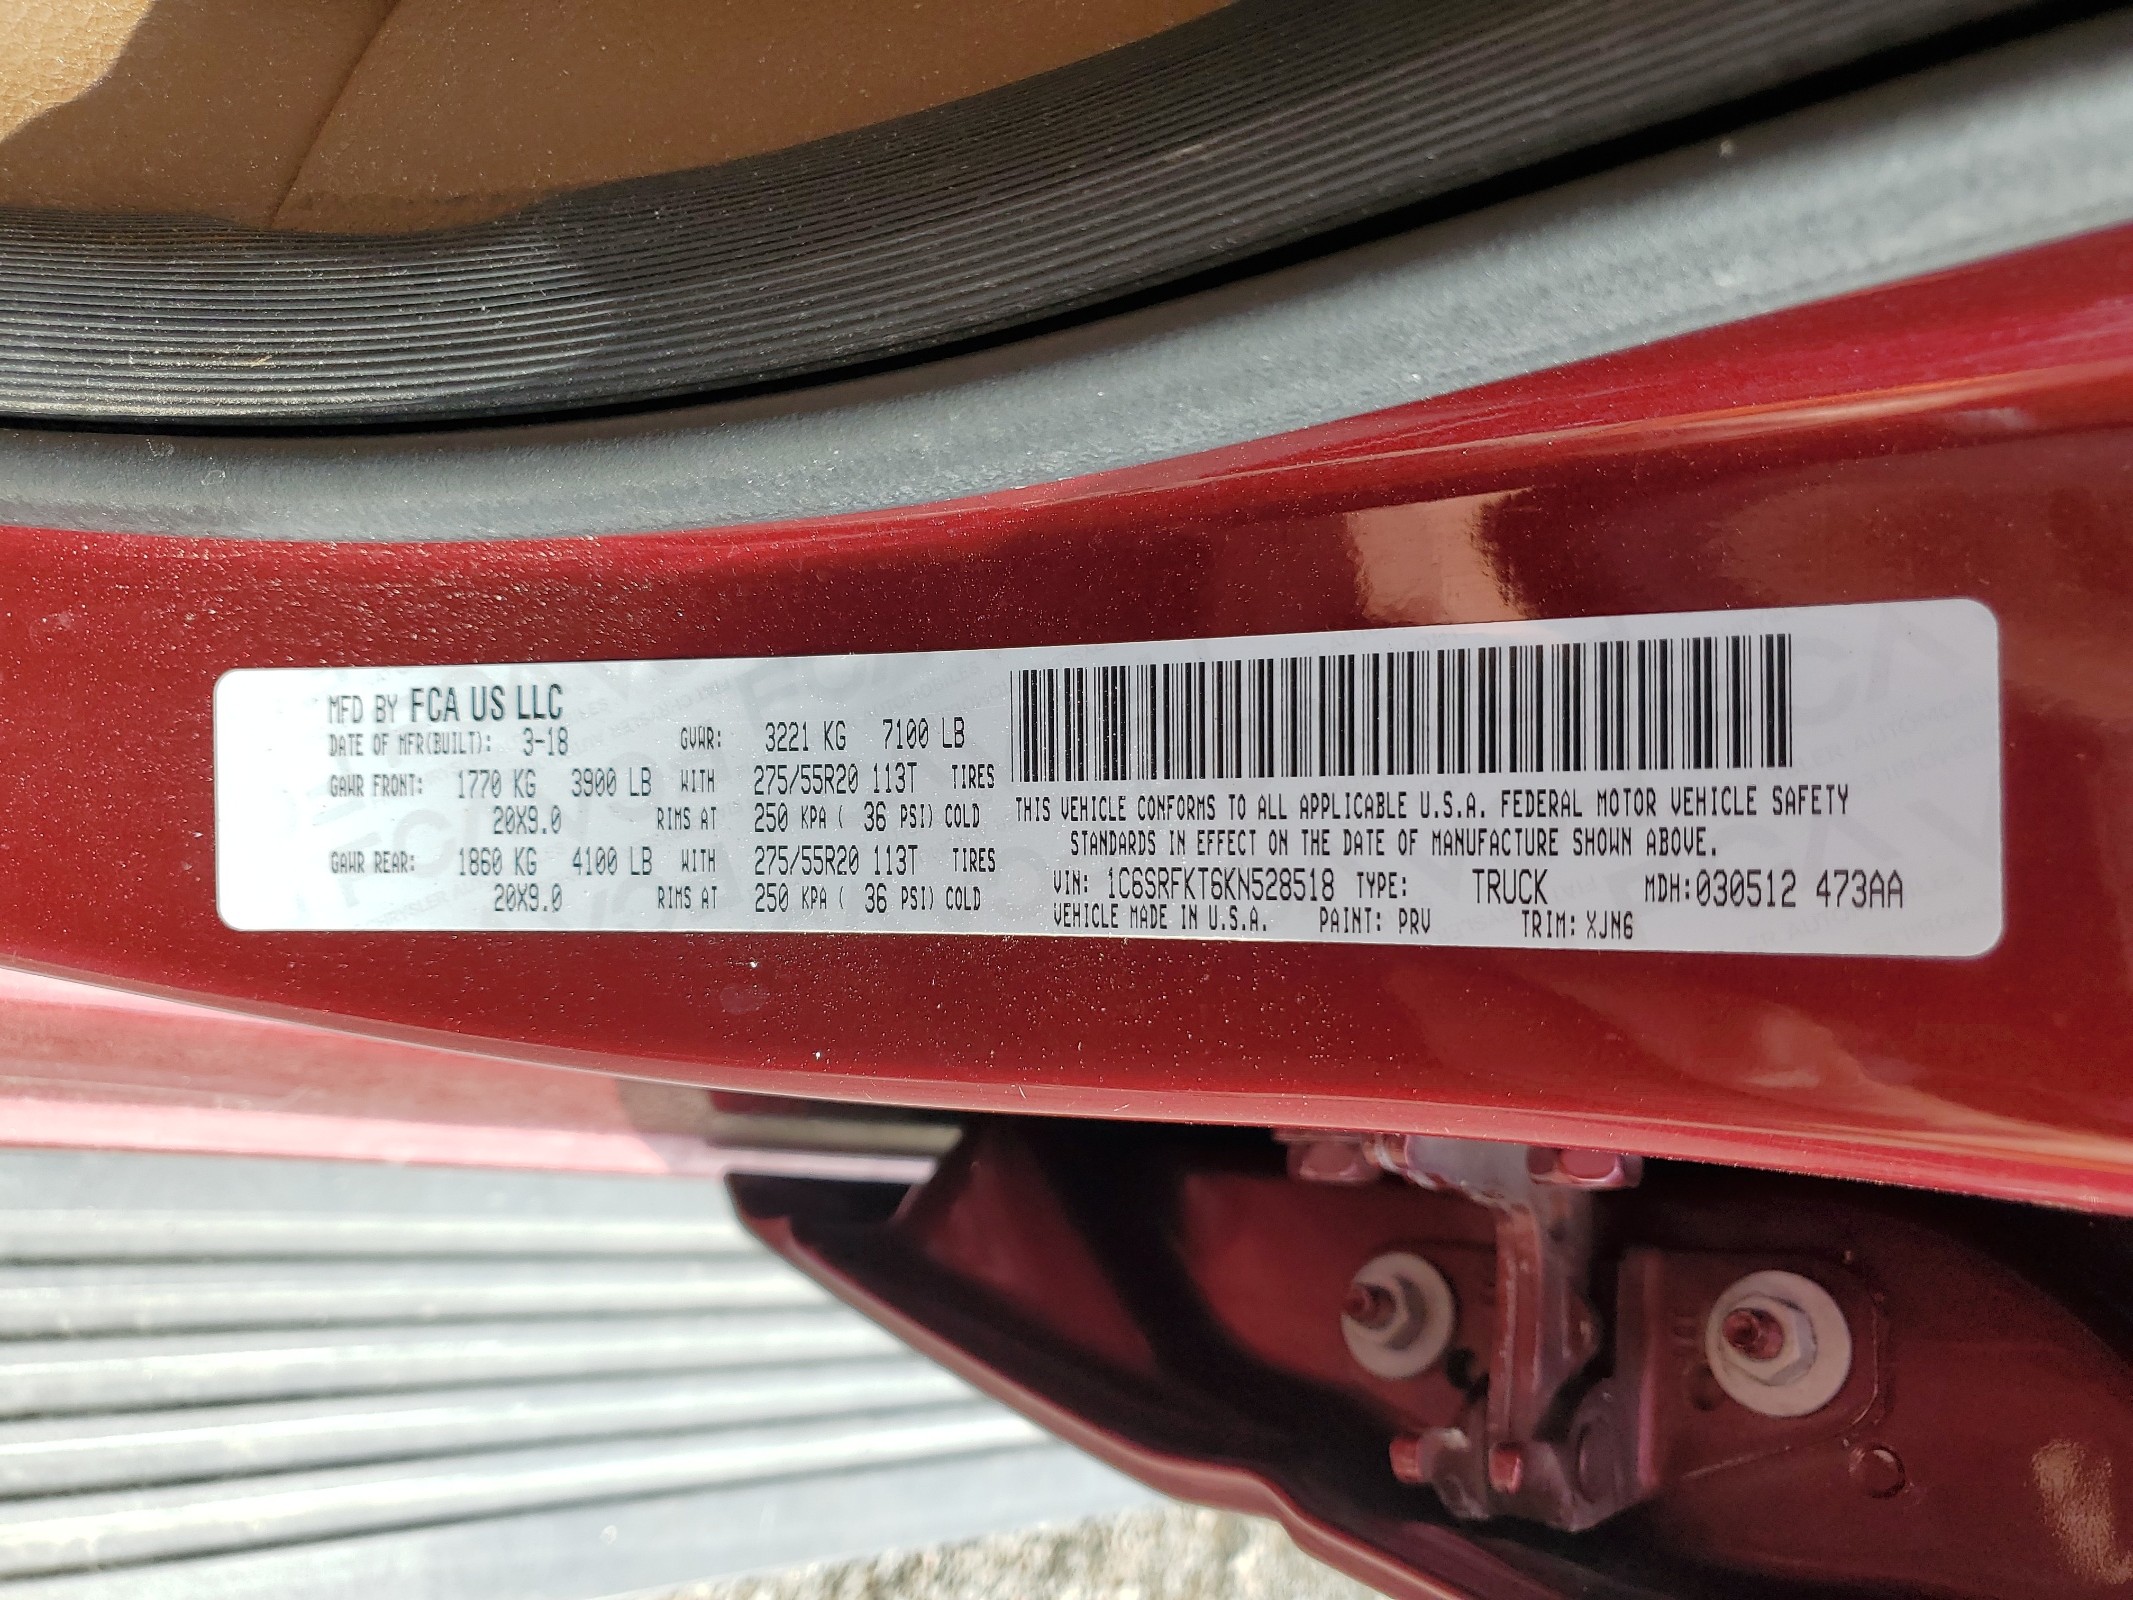 MFD BY FCA US LLC
DATE OF MFR(BUILT): 3-18 GVWR: 3221 KG 7100 LB
GAWR FRONT: 1770 KG 3900 LB WITH 275/55R20 113T TIRES
20X9.0 RIMS AT 250 KPA ( 36 PSI) COLD
GAWR REAR: 1860 KG 4100 LB WITH 275/55R20 113T TIRES
20X9.0 RIMS AT 250 KPA ( 36 PSI) COLD
THIS VEHICLE CONFORMS TO ALL APPLICABLE U.S.A. FEDERAL MOTOR VEHICLE SAFETY
STANDARDS IN EFFECT ON THE DATE OF MANUFACTURE SHOWN ABOVE.
VIN: 1C6SRFKT6KN528518 TYPE: TRUCK MDH:030512 473AA
VEHICLE MADE IN U.S.A. PAINT: PRV TRIM: XJN6